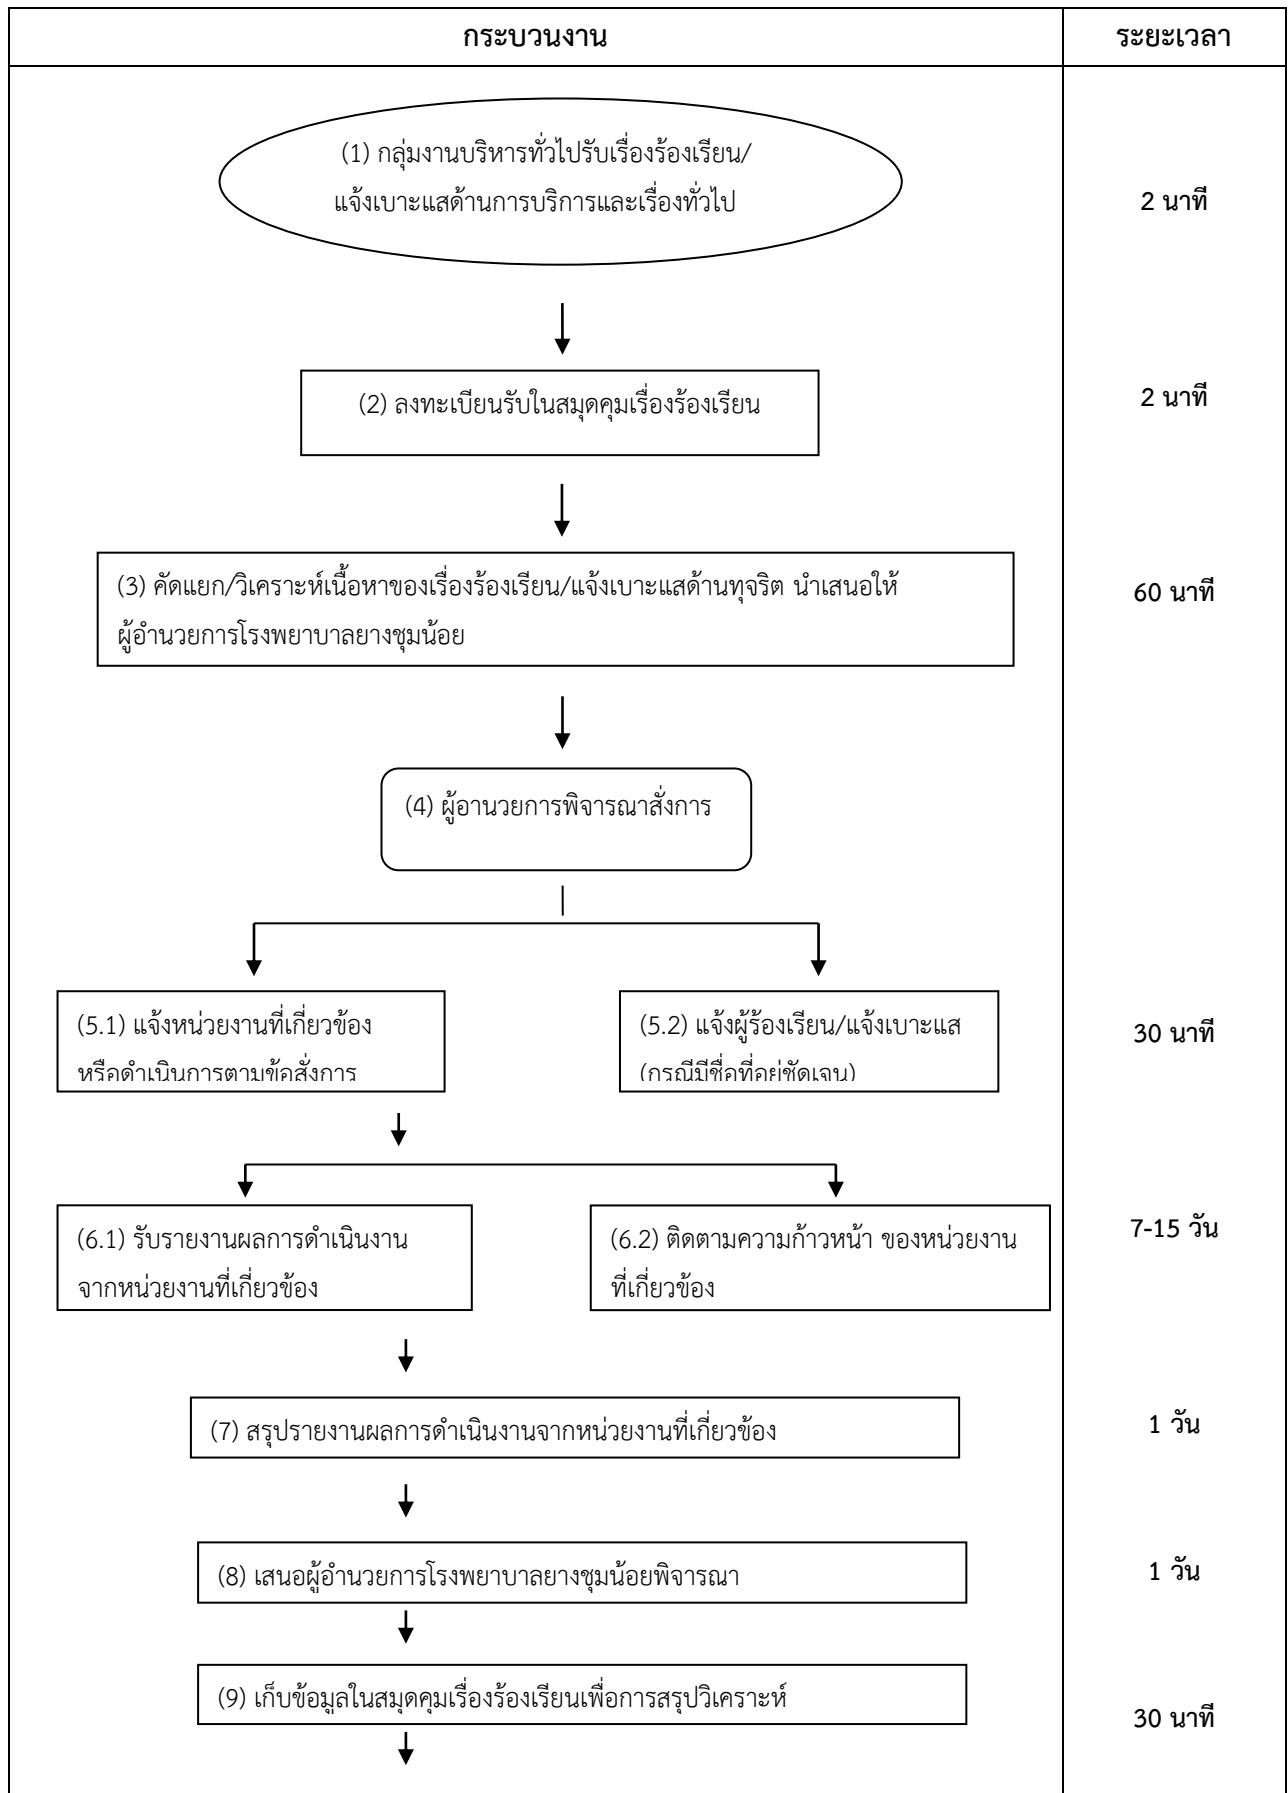 กระบวนงาน
ระยะเวลา
(1) กลุ่มงานบริหารทั่วไปรับเรื่องร้องเรียน/
แจ้งเบาะแสด้านการบริการและเรื่องทั่วไป
2 นาที
(2) ลงทะเบียนรับในสมุดคุมเรื่องร้องเรียน
2 นาที
(3) คัดแยก/วิเคราะห์เนื้อหาของเรื่องร้องเรียน/แจ้งเบาะแสด้านทุจริต นำเสนอให้
ผู้อำนวยการโรงพยาบาลยางชุมน้อย
60 นาที
(4) ผู้อานวยการพิจารณาสั่งการ
(5.1) แจ้งหน่วยงานที่เกี่ยวข้อง
หรือดำเนินการตามข้อสั่งการ
(5.2) แจ้งผู้ร้องเรียน/แจ้งเบาะแส
(กรณีมีชื่อที่อยู่ชัดเจน)
30 นาที
(6.1) รับรายงานผลการดำเนินงาน
จากหน่วยงานที่เกี่ยวข้อง
(6.2) ติดตามความก้าวหน้า ของหน่วยงาน
ที่เกี่ยวข้อง
7-15 วัน
(7) สรุปรายงานผลการดำเนินงานจากหน่วยงานที่เกี่ยวข้อง
1 วัน
(8) เสนอผู้อำนวยการโรงพยาบาลยางชุมน้อยพิจารณา
1 วัน
(9) เก็บข้อมูลในสมุดคุมเรื่องร้องเรียนเพื่อการสรุปวิเคราะห์
30 นาที